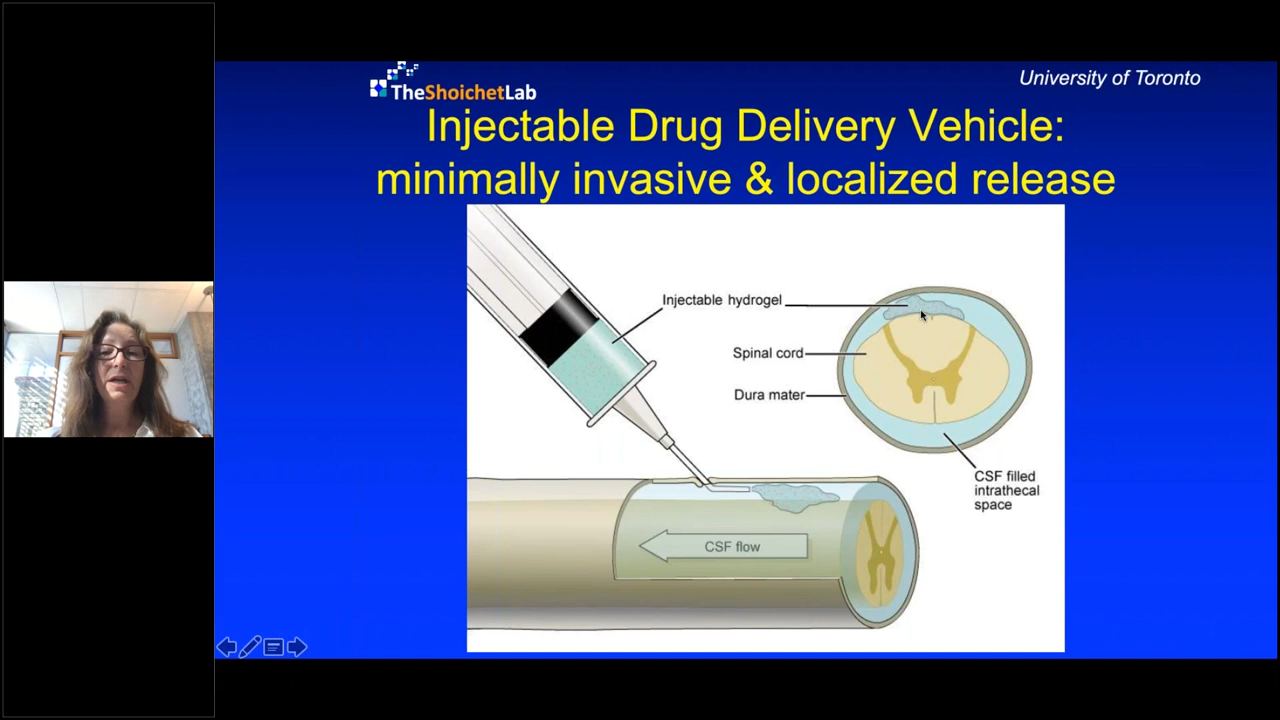 TheShoichetLab
University of Toronto
Injectable Drug Delivery Vehicle:
minimally invasive & localized release
Injectable hydrogel
Spinal cord
Dura mater
CSF filled
intrathecal
space
CSF flow